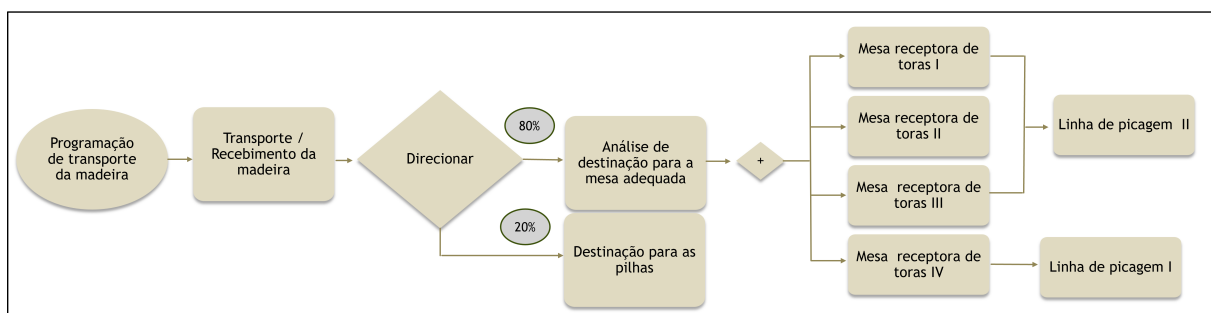 Programação
de transporte
da madeira
Transporte /
Recebimento da
madeira
Direcionar
80%
20%
Análise de
destinação para a
mesa adequada
Destinação para as
pilhas
+
Mesa receptora de
toras I
Mesa receptora de
toras II
Mesa receptora de
toras III
Mesa receptora de
toras IV
Linha de picagem II
Linha de picagem I